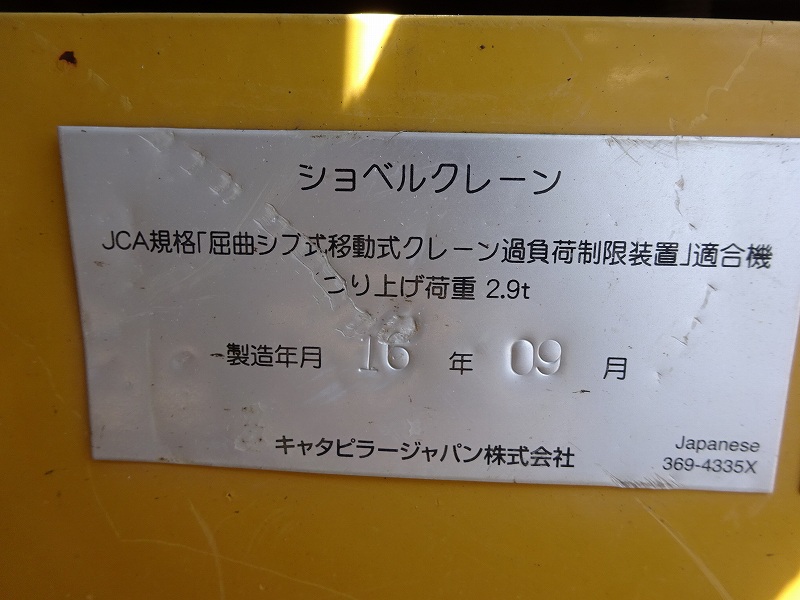 ショベルクレーン
JCA規格「屈曲ジブ式移動式クレーン過負荷制限装置」適合機
つり上げ荷重 2.9t
製造年月 16 年 09 月
キャタピラージャパン株式会社
Japanese
369-4335X